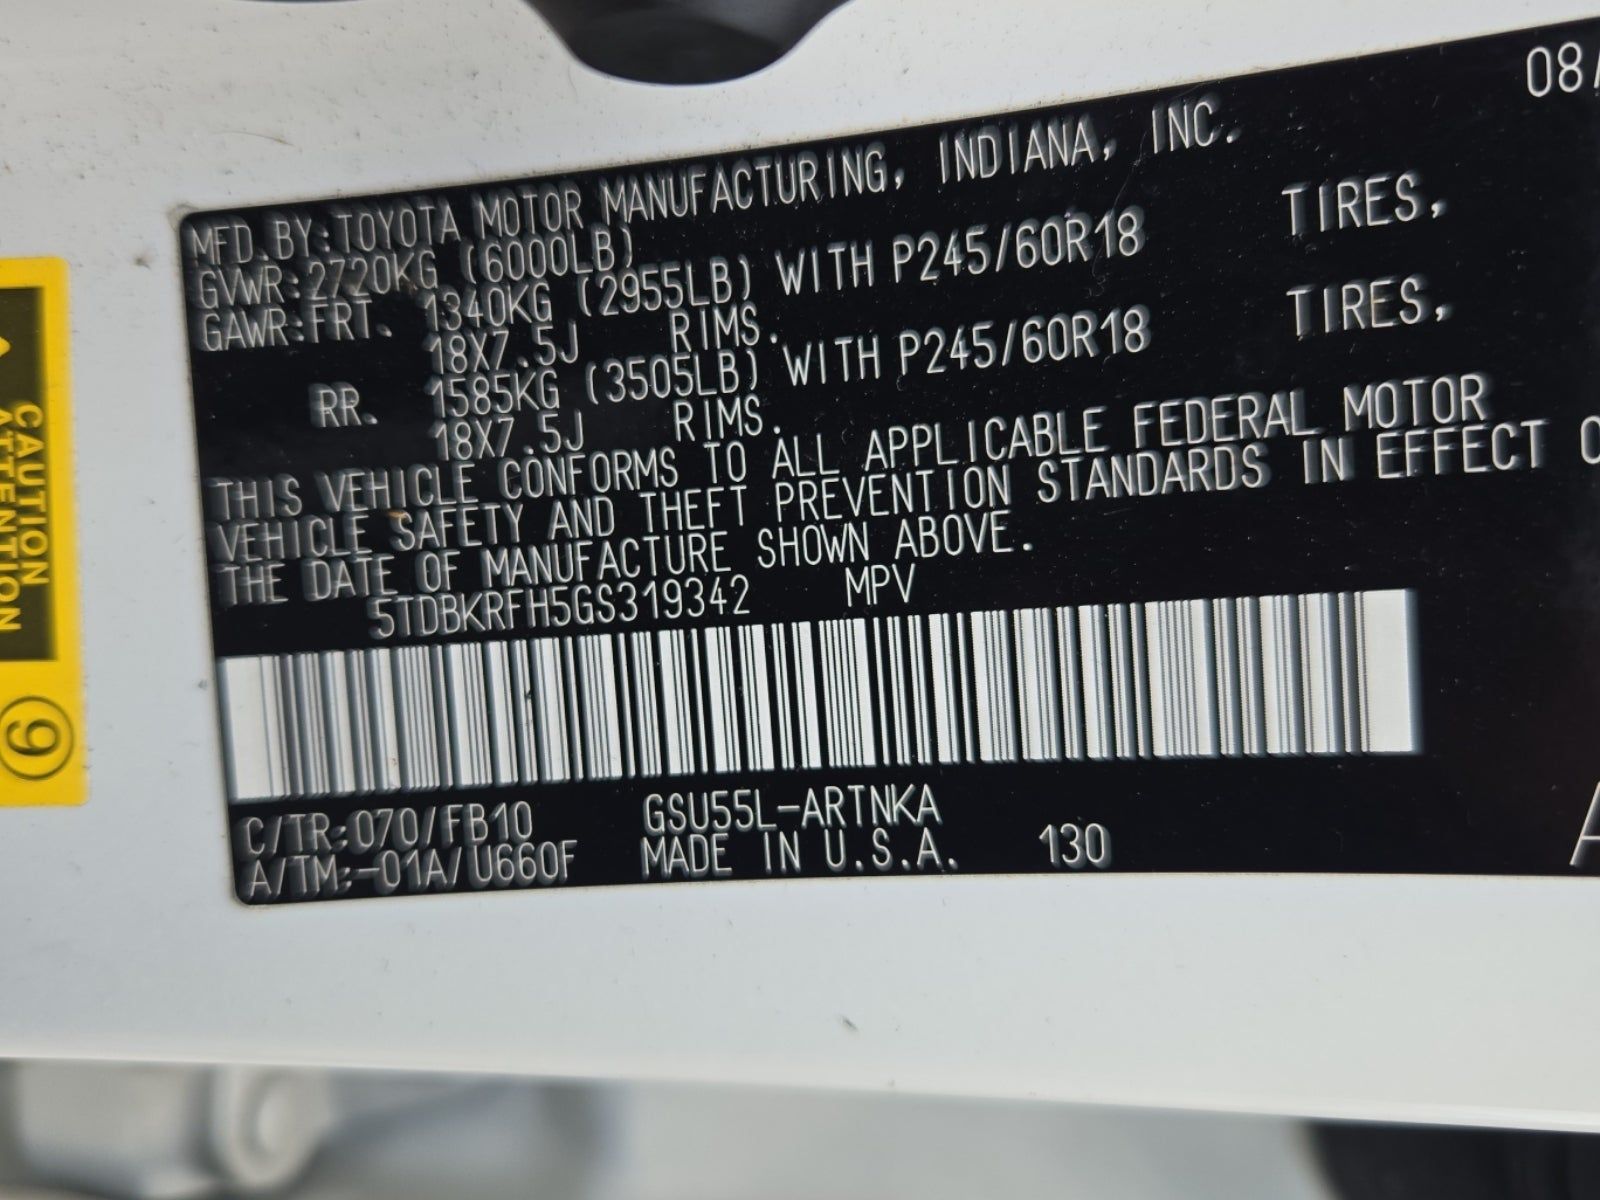 08/
MFD. BY: TOYOTA MOTOR MANUFACTURING, INDIANA, INC.
GVWR: 2720KG (6000LB)
GAWR: FRT. 1340KG (2955LB) WITH P245/60R18 TIRES,
18X7.5J RIMS.
RR. 1585KG (3505LB) WITH P245/60R18 TIRES,
18X7.5J RIMS.
THIS VEHICLE CONFORMS TO ALL APPLICABLE FEDERAL MOTOR
VEHICLE SAFETY AND THEFT PREVENTION STANDARDS IN EFFECT O
THE DATE OF MANUFACTURE SHOWN ABOVE.
5TDBKRFH5GS319342 MPV
C/TR: 070/FB10 GSU55L-ARTNKA
A/TM: -01A/U660F MADE IN U.S.A. 130
A
CAUTION
ATTENTION
9